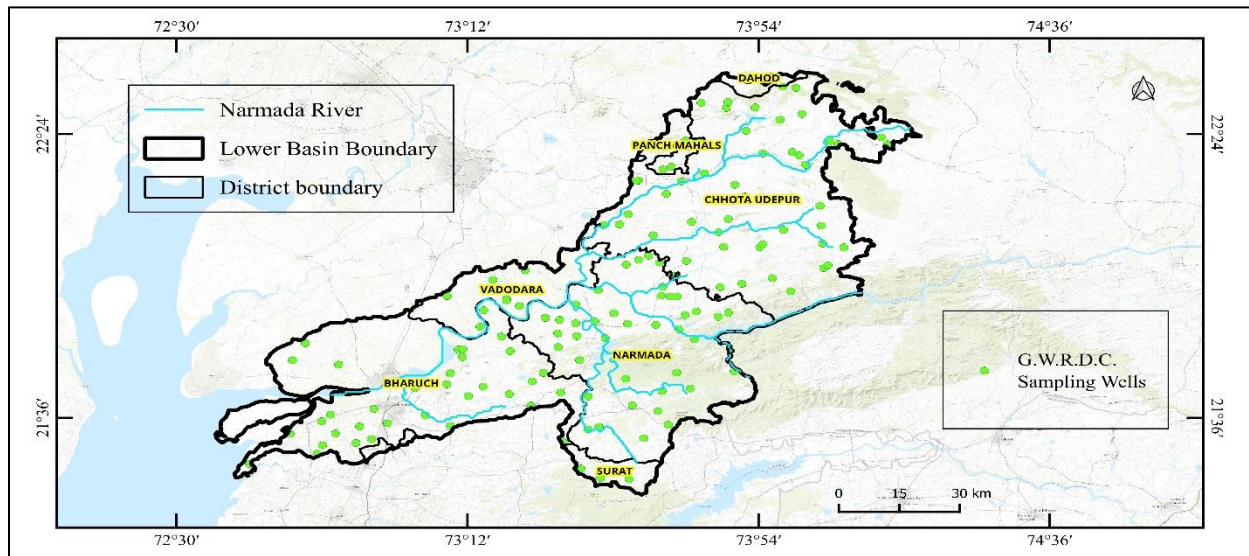 72°30′ 73°12′ 73°54′ 74°36′
DAHOD
Narmada River
22°24′ 22°24′
Lower Basin Boundary
PANCH MAHALS
District boundary
CHHOTA UDEPUR
VADODARA
NARMADA
G.W.R.D.C.
Sampling Wells
BHARUCH
21°36′ 21°36′
SURAT
0 15 30 km
72°30′ 73°12′ 73°54′ 74°36′